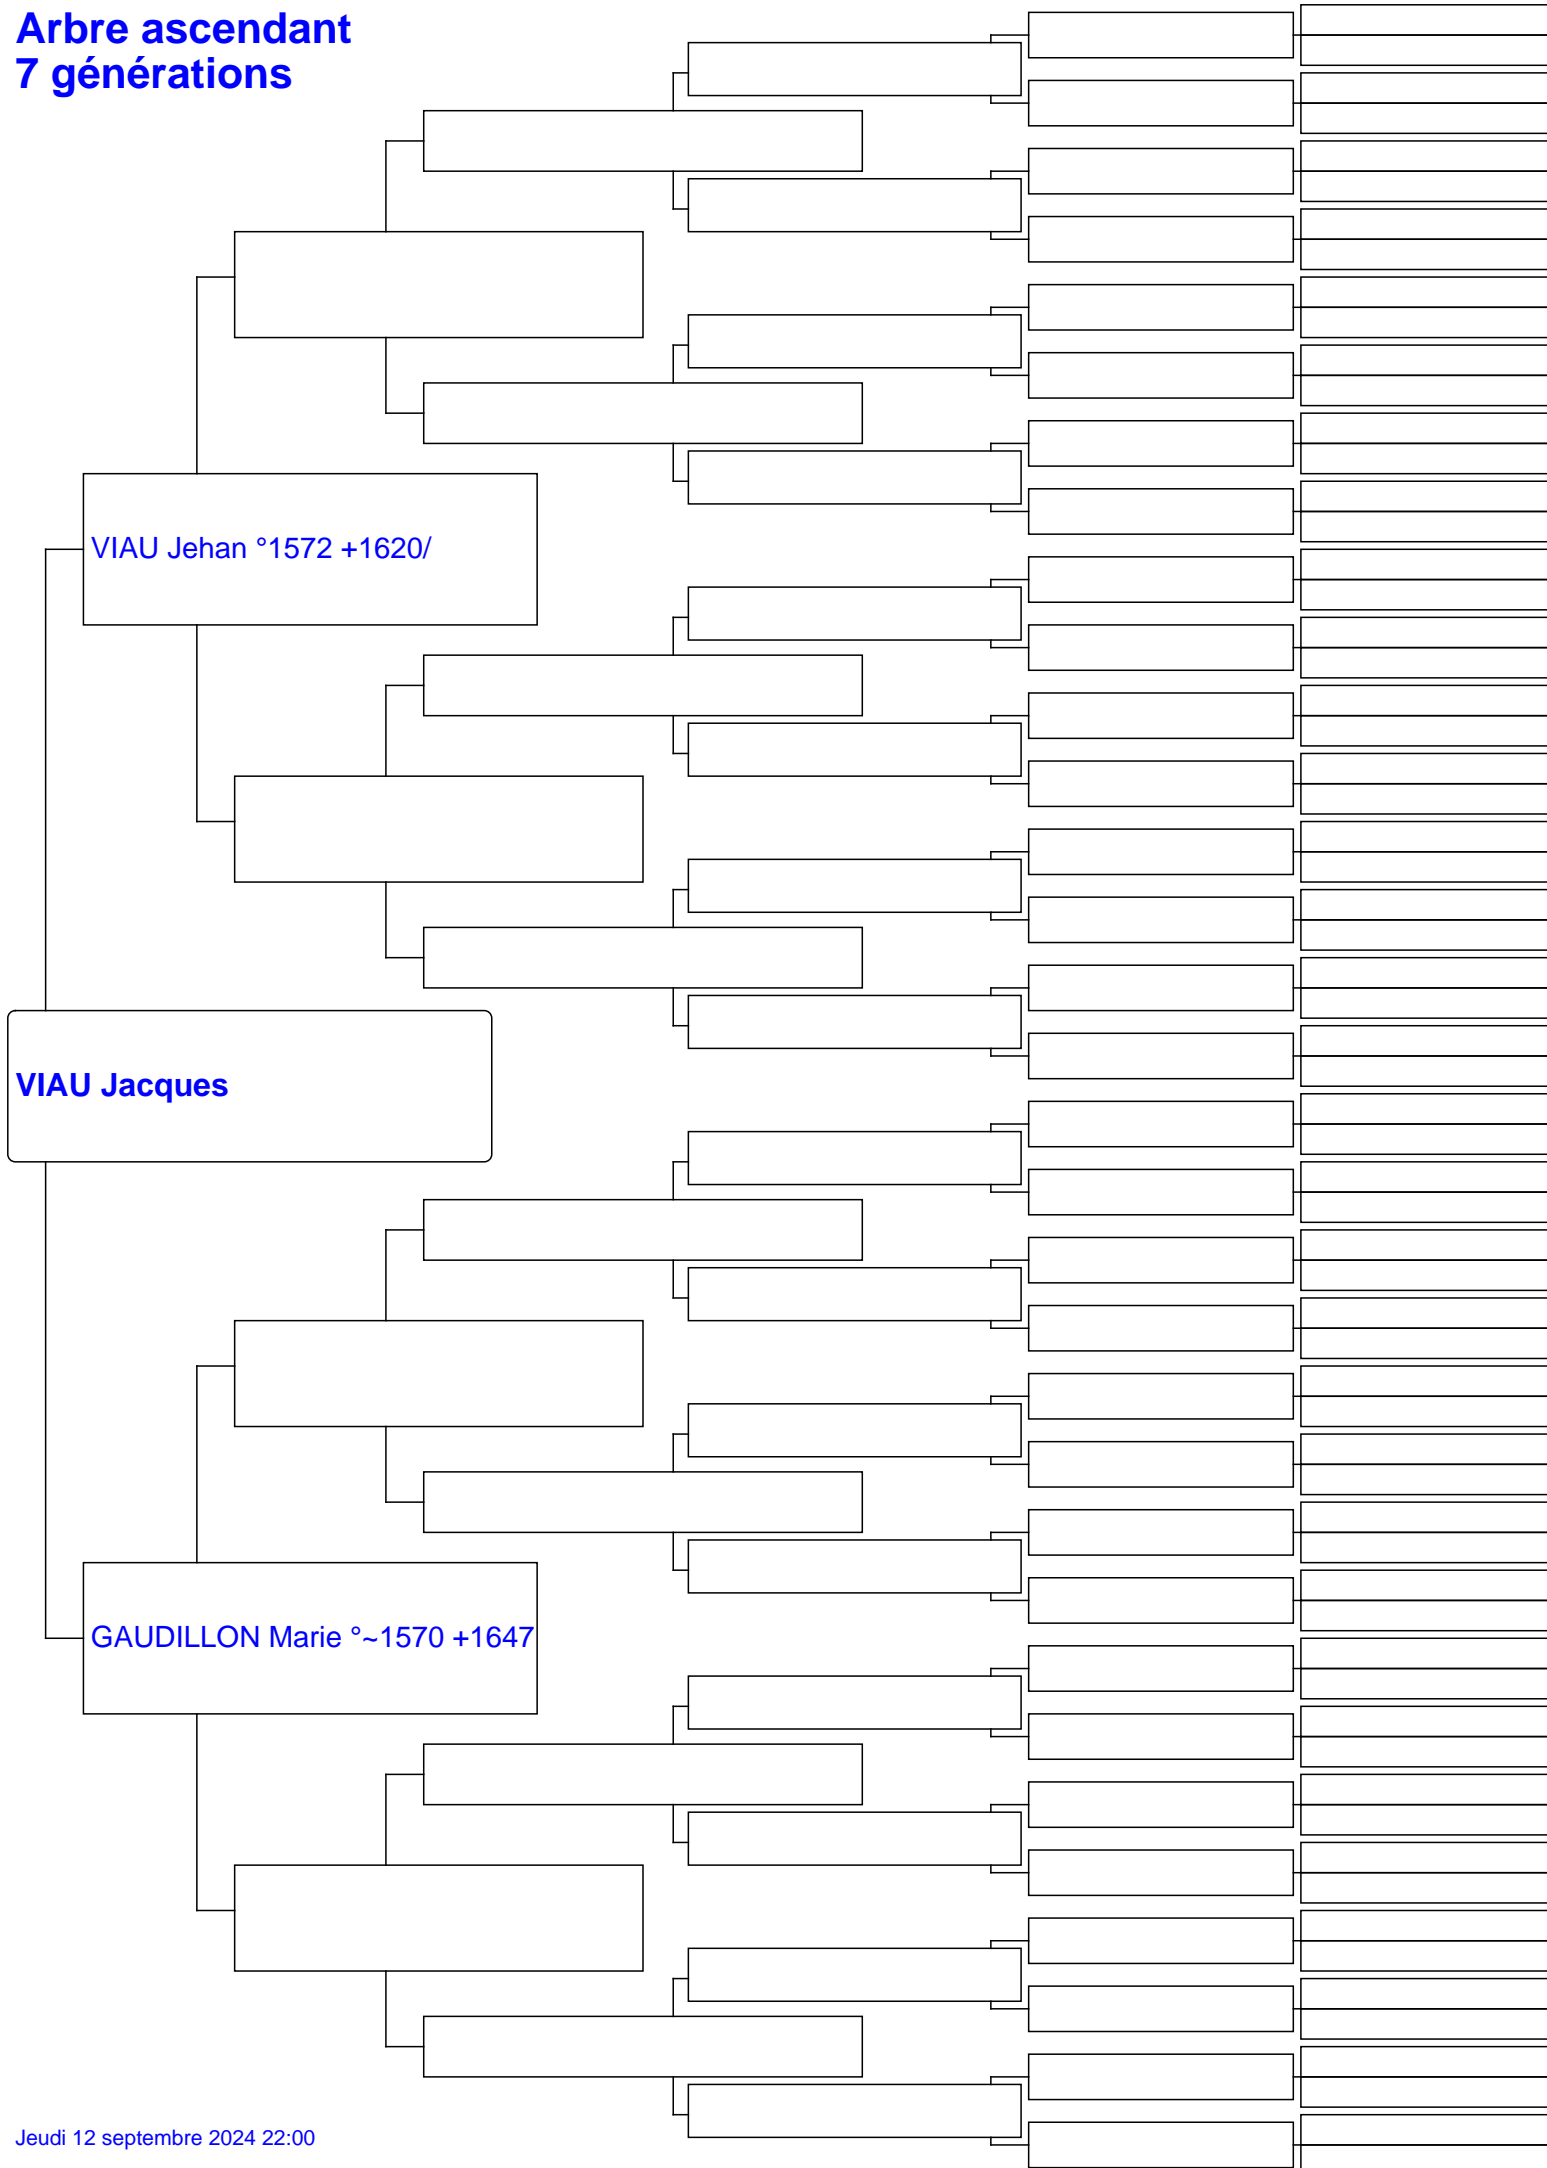 Arbre ascendant
7 générations
VIAU Jehan °1572 +1620/
VIAU Jacques
GAUDILLON Marie °~1570 +1647
Jeudi 12 septembre 2024 22:00